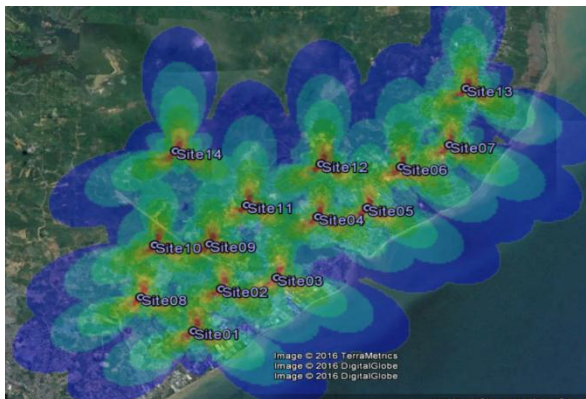 Site13
Site07
Site14
Site12
Site06
Site11
Site05
Site04
Site10
Site09
Site03
Site02
Site08
Site01
Image © 2016 TerraMetrics
Image © 2016 DigitalGlobe
Image © 2016 DigitalGlobe